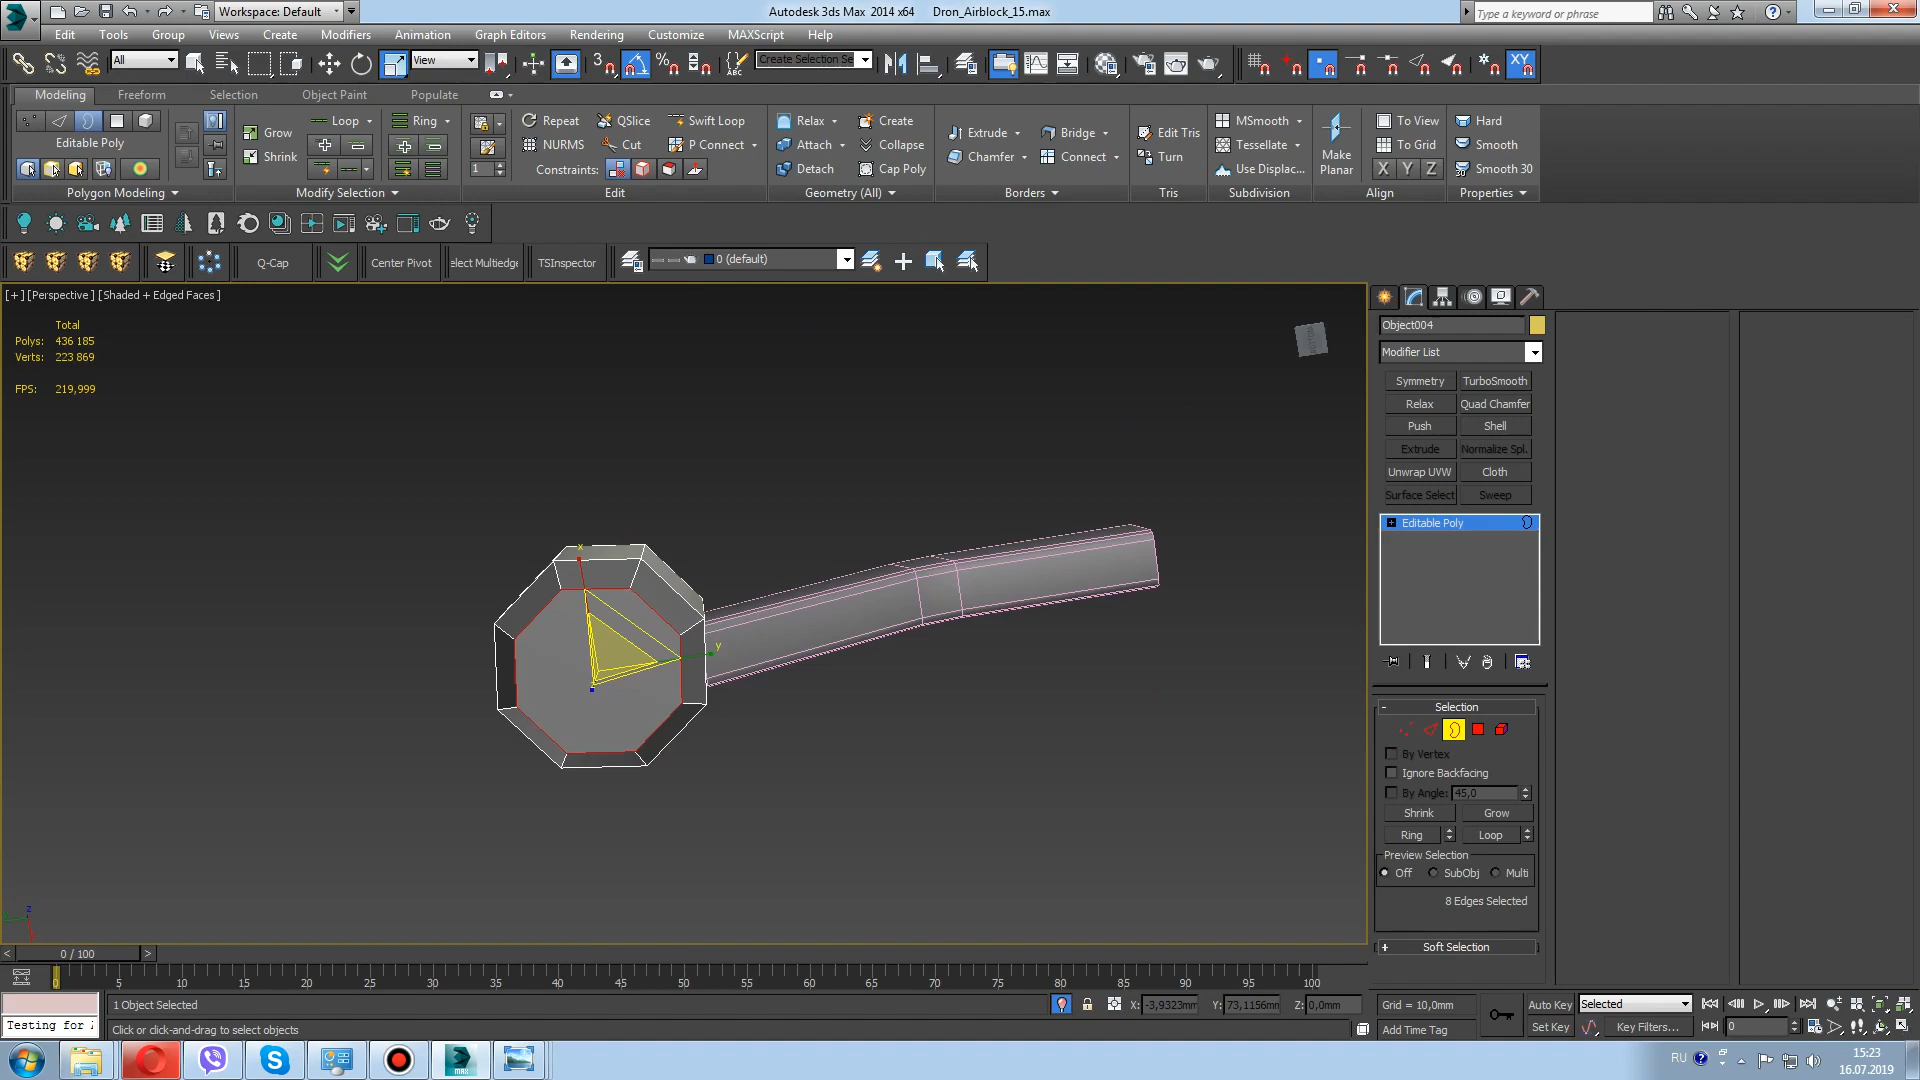 Workspace: Default
Autodesk 3ds Max 2014 x64 Dron_Airblock_15.max
Type a keyword or phrase
Edit Tools Group Views Create Modifiers Animation Graph Editors Rendering Customize MAXScript Help
All View Create Selection Se XY
Modeling Freeform Selection Object Paint Populate
Loop Ring Repeat QSlice Swift Loop Relax Create Extrude Bridge Edit Tris MSmooth To View Hard
Grow
Editable Poly NURMS Cut P Connect Attach Collapse Chamfer Connect Turn Tessellate Make Planar To Grid Smooth
Shrink 1 Constraints: Detach Cap Poly Use Displac... X Y Z Smooth 30
Polygon Modeling Modify Selection Edit Geometry (All) Borders Tris Subdivision Align Properties
Q-Cap Center Pivot elect Multiedge TSInspector 0 (default)
[+] [Perspective] [Shaded + Edged Faces]
Total
Polys: 436 185
Verts: 223 869
FPS: 219,999
x
y
z
Object004
Modifier List
Symmetry TurboSmooth
Relax Quad Chamfer
Push Shell
Extrude Normalize Spl.
Unwrap UVW Cloth
Surface Select Sweep
Editable Poly
Selection
By Vertex
Ignore Backfacing
By Angle: 45,0
Shrink Grow
Ring Loop
Preview Selection
Off SubObj Multi
8 Edges Selected
Soft Selection
0 / 100
0 5 10 15 20 25 30 35 40 45 50 55 60 65 70 75 80 85 90 95 100
1 Object Selected X: -3,9323mm Y: 73,1156mm Z: 0,0mm Grid = 10,0mm Auto Key Selected
Testing for Click or click-and-drag to select objects Add Time Tag Set Key Key Filters... 0
MAX
RU 15:23
16.07.2019